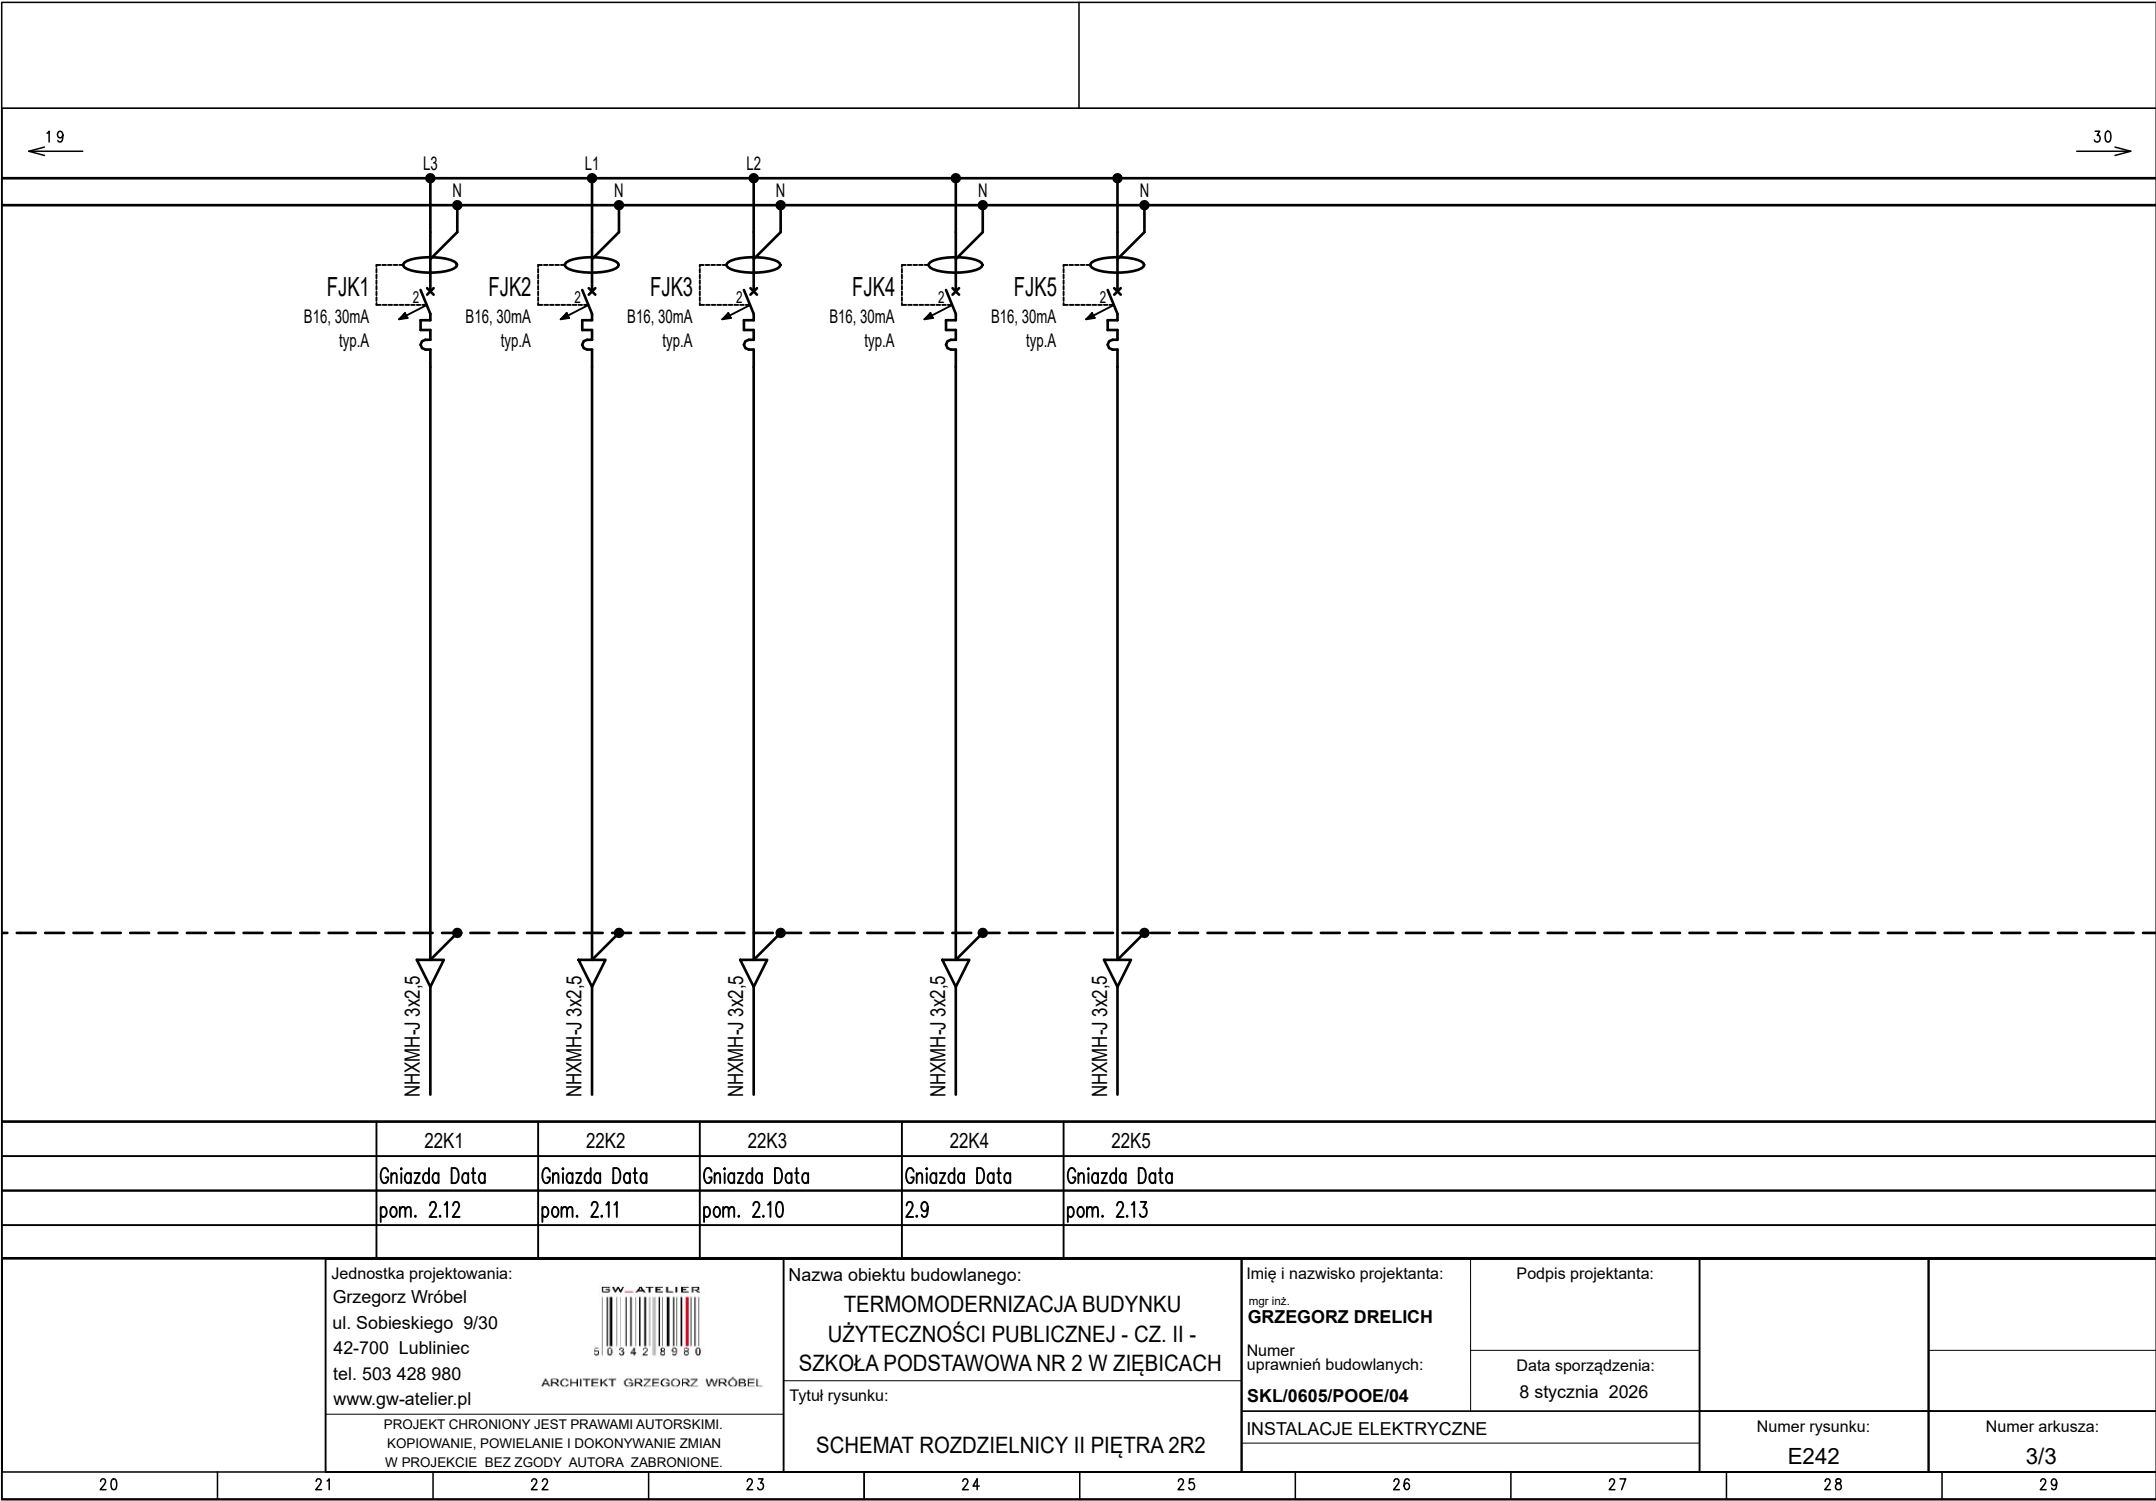 19
30
L3 L1 L2
N N N N N
FJK1 FJK2 FJK3 FJK4 FJK5
2 2 2 2 2
B16, 30mA B16, 30mA B16, 30mA B16, 30mA B16, 30mA
typ.A typ.A typ.A typ.A typ.A
NHXMH-J 3x2,5 NHXMH-J 3x2,5 NHXMH-J 3x2,5 NHXMH-J 3x2,5 NHXMH-J 3x2,5
22K1 22K2 22K3 22K4 22K5
Gniazda Data Gniazda Data Gniazda Data Gniazda Data Gniazda Data
pom. 2.12 pom. 2.11 pom. 2.10 2.9 pom. 2.13
Jednostka projektowania:
Grzegorz Wróbel
ul. Sobieskiego 9/30
42-700 Lubliniec
tel. 503 428 980
www.gw-atelier.pl
GW_ATELIER
503428980
ARCHITEKT GRZEGORZ WRÓBEL
PROJEKT CHRONIONY JEST PRAWAMI AUTORSKIMI.
KOPIOWANIE, POWIELANIE I DOKONYWANIE ZMIAN
W PROJEKCIE BEZ ZGODY AUTORA ZABRONIONE.
Nazwa obiektu budowlanego:
TERMOMODERNIZACJA BUDYNKU
UŻYTECZNOŚCI PUBLICZNEJ - CZ. II -
SZKOŁA PODSTAWOWA NR 2 W ZIĘBICACH
Tytuł rysunku:
SCHEMAT ROZDZIELNICY II PIĘTRA 2R2
Imię i nazwisko projektanta:
mgr inż.
GRZEGORZ DRELICH
Numer
uprawnień budowlanych:
SKL/0605/POOE/04
Podpis projektanta:
Data sporządzenia:
8 stycznia 2026
INSTALACJE ELEKTRYCZNE
Numer rysunku:
E242
Numer arkusza:
3/3
20 21 22 23 24 25 26 27 28 29